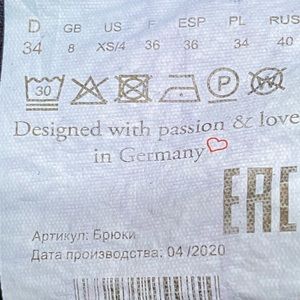 D GB US F ESP PL RUS
34 8 XS/4 36 36 34 40
30 P W
Designed with passion & love
in Germany
EAC
Артикул: Брюки
Дата производства: 04/2020